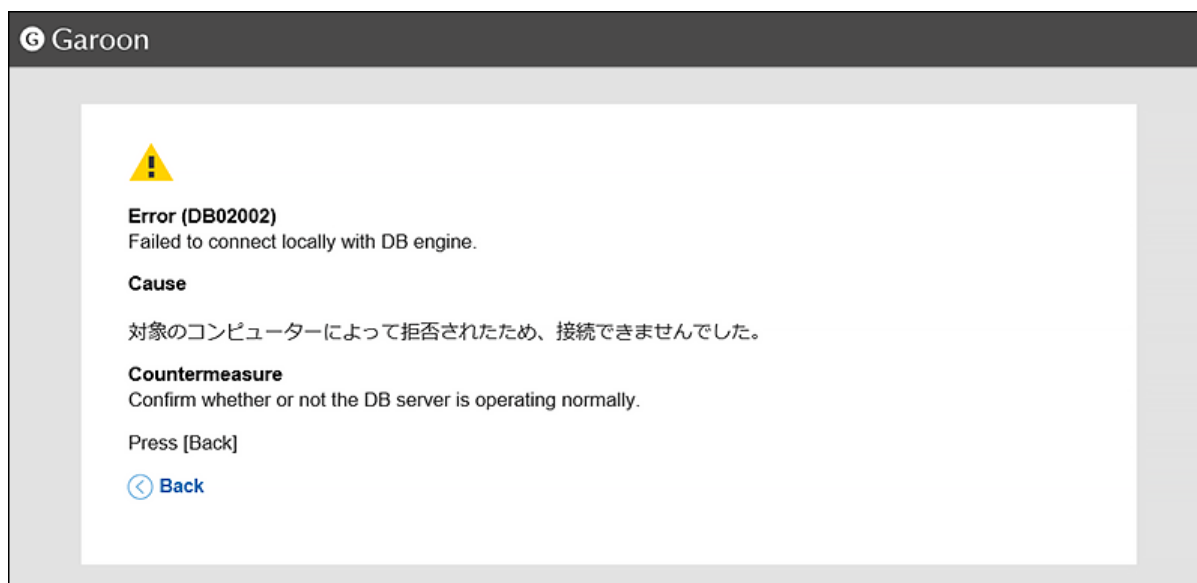 Garoon
Error (DB02002)
Failed to connect locally with DB engine.
Cause
対象のコンピューターによって拒否されたため、接続できませんでした。
Countermeasure
Confirm whether or not the DB server is operating normally.
Press [Back]
Back